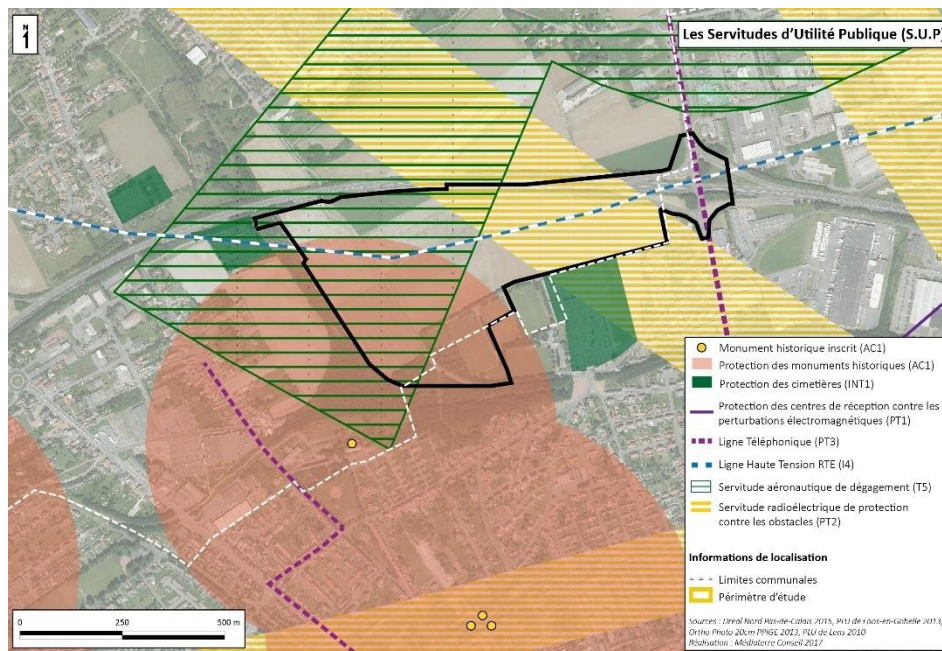 N
Les Servitudes d'Utilité Publique (S.U.P)
Monument historique inscrit (AC1)
Protection des monuments historiques (AC1)
Protection des cimetières (INT1)
Protection des centres de réception contre les
perturbations électromagnétiques (PT1)
Ligne Téléphonique (PT3)
Ligne Haute Tension RTE (I4)
Servitude aéronautique de dégagement (T5)
Servitude radioélectrique de protection
contre les obstacles (PT2)
Informations de localisation
Limites communales
Périmètre d'étude
0 250 500 m
Sources : Dreal Nord Pas-de-Calais 2015, PLU de Loos-en-Gohelle 2013,
Ortho Photo 20cm PPIGE 2013, PLU de Lens 2010
Réalisation : Médiaterre Conseil 2017